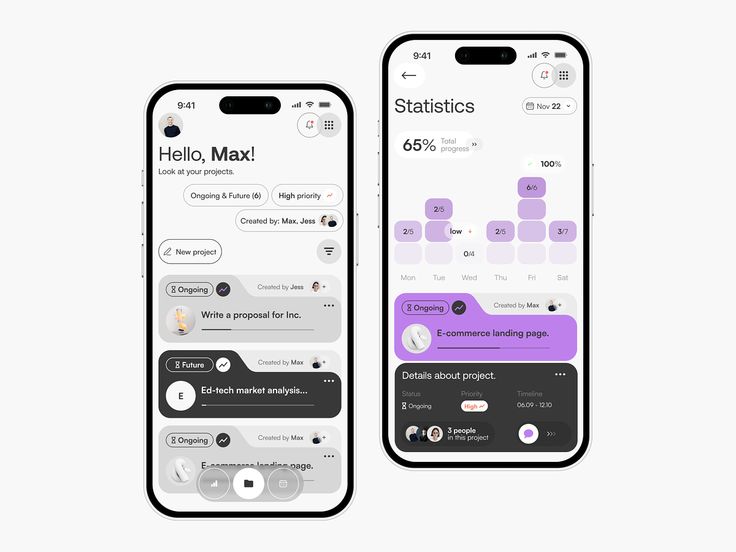 9:41
Hello, Max!
Look at your projects.
Ongoing & Future (6)
High priority
Created by: Max, Jess
New project
Ongoing
Created by Jess
+
Write a proposal for Inc.
Future
Created by Max
+
E
Ed-tech market analysis...
Ongoing
Created by Max
+
E-commerce landing page.
9:41
Statistics
Nov 22
65% Total progress
100%
6/6
2/5
2/5
low
0/4
2/5
3/7
Mon Tue Wed Thu Fri Sat
Ongoing
Created by Max
+
E-commerce landing page.
Details about project.
Status Priority Timeline
Ongoing High 06.09 - 12.10
3 people
in this project